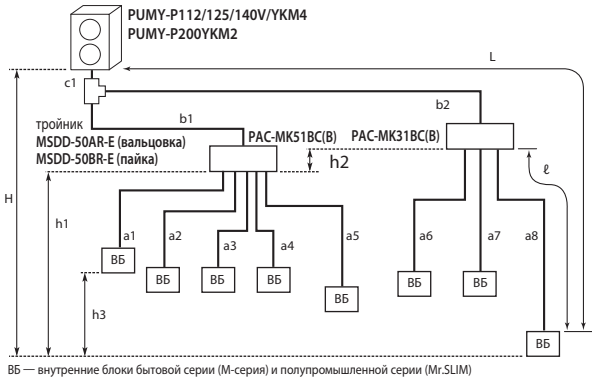 PUMY-P112/125/140V/YKM4
PUMY-P200YKM2
L
c1
b1
b2
тройник
MSDD-50AR-E (вальцовка)
MSDD-50BR-E (пайка)
PAC-MK51BC(B)
PAC-MK31BC(B)
h2
H
h1
ℓ
a1
a2
a3
a4
a5
a6
a7
a8
ВБ
ВБ
ВБ
ВБ
ВБ
ВБ
ВБ
ВБ
h3
ВБ — внутренние блоки бытовой серии (М-серия) и полупромышленной серии (Mr.SLIM)